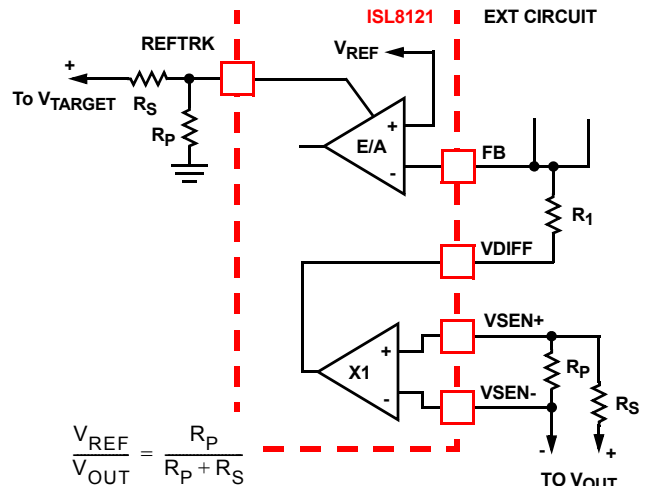 ISL8121 EXT CIRCUIT
REFTRK
VREF
+
To VTARGET
RS
RP
+
E/A
-
FB
R1
VDIFF
VSEN+
+
X1
-
VSEN-
RP
RS
-
+
VREF / VOUT = RP / RP + RS
TO VOUT